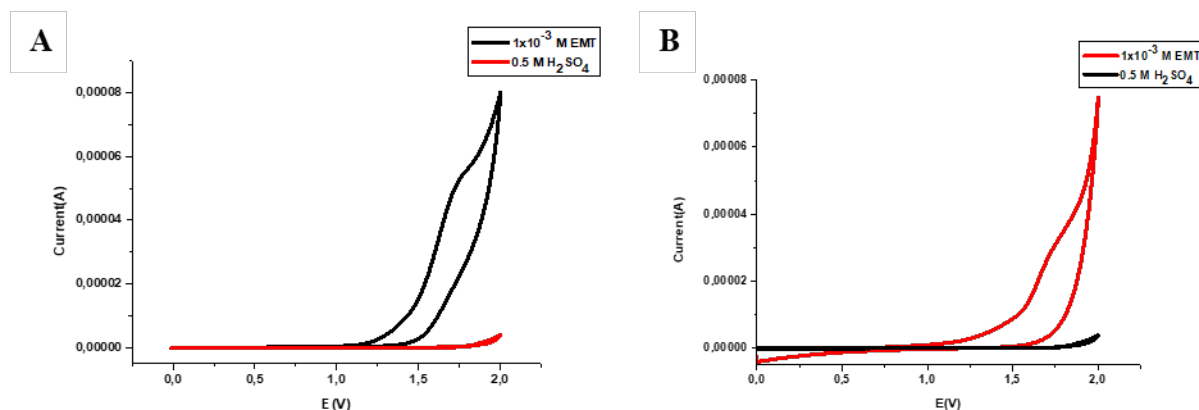 A
1x10⁻³ M EMT
0.5 M H₂SO₄
0,00008
0,00006
0,00004
0,00002
0,00000
Current(A)
0,0 0,5 1,0 1,5 2,0
E (V)
B
1x10⁻³ M EMT
0.5 M H₂SO₄
0,00008
0,00006
0,00004
0,00002
0,00000
Current(A)
0,0 0,5 1,0 1,5 2,0
E(V)